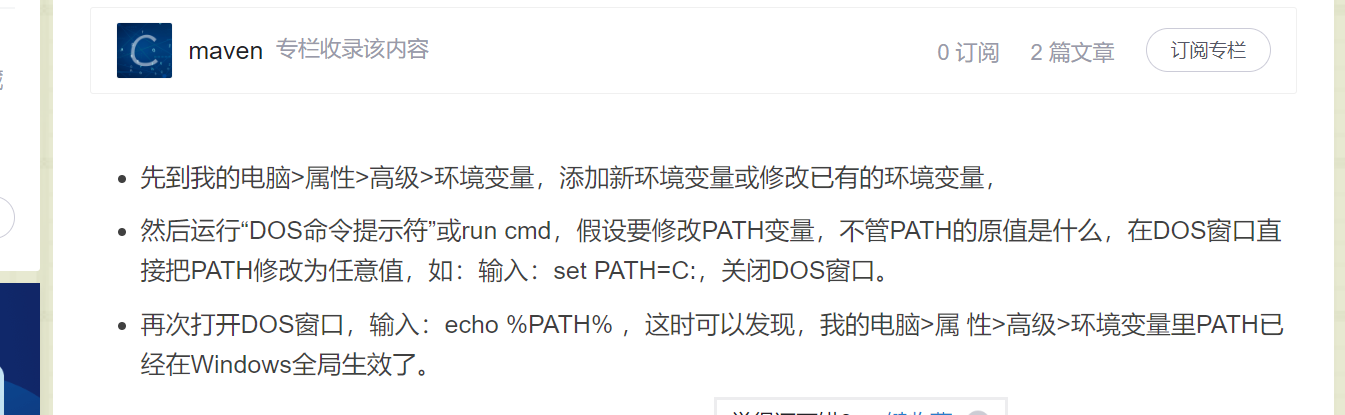 maven 专栏收录该内容 0 订阅 2 篇文章 订阅专栏
先到我的电脑>属性>高级>环境变量，添加新环境变量或修改已有的环境变量，
然后运行“DOS命令提示符”或run cmd，假设要修改PATH变量，不管PATH的原值是什么，在DOS窗口直
接把PATH修改为任意值，如：输入：set PATH=C:，关闭DOS窗口。
再次打开DOS窗口，输入：echo %PATH% ，这时可以发现，我的电脑>属 性>高级>环境变量里PATH已
经在Windows全局生效了。